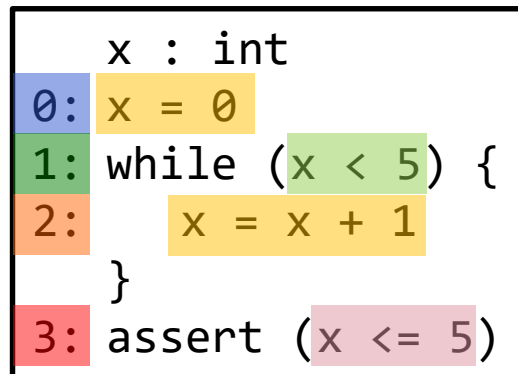 x : int
0: x = 0
1: while (x < 5) {
2: x = x + 1
}
3: assert (x <= 5)